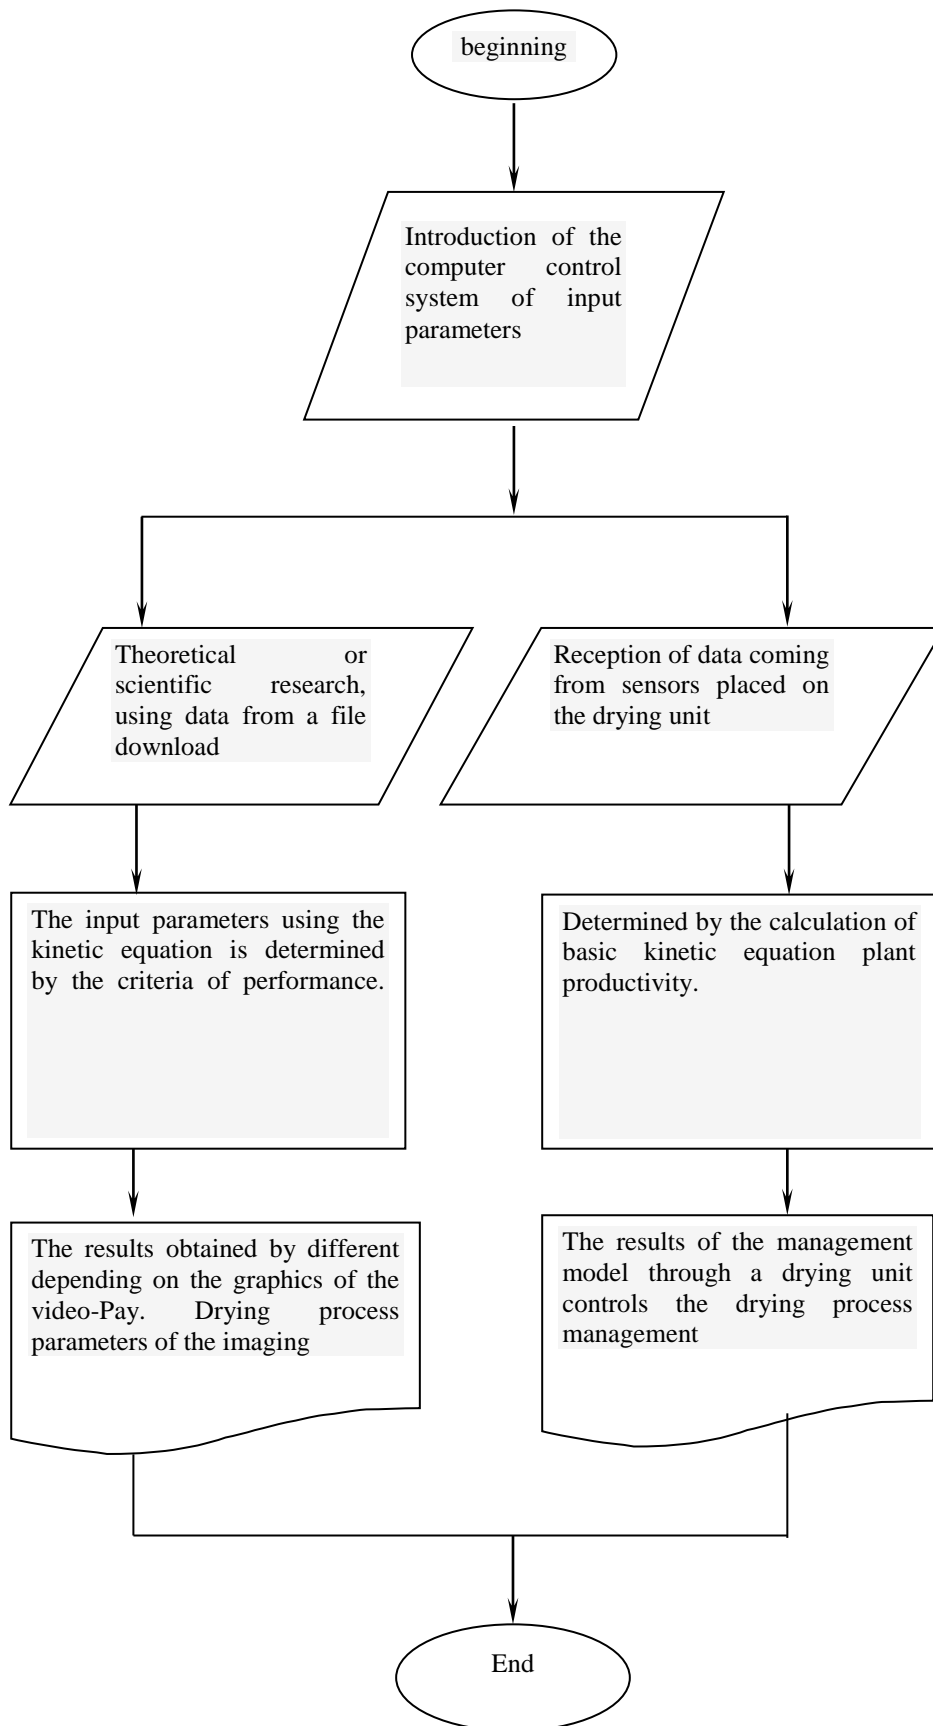 beginning
Introduction of the
computer control
system of input
parameters
Theoretical or
scientific research,
using data from a file
download
Reception of data coming
from sensors placed on
the drying unit
The input parameters using the
kinetic equation is determined
by the criteria of performance.
Determined by the calculation of
basic kinetic equation plant
productivity.
The results obtained by different
depending on the graphics of the
video-Pay. Drying process
parameters of the imaging
The results of the management
model through a drying unit
controls the drying process
management
End